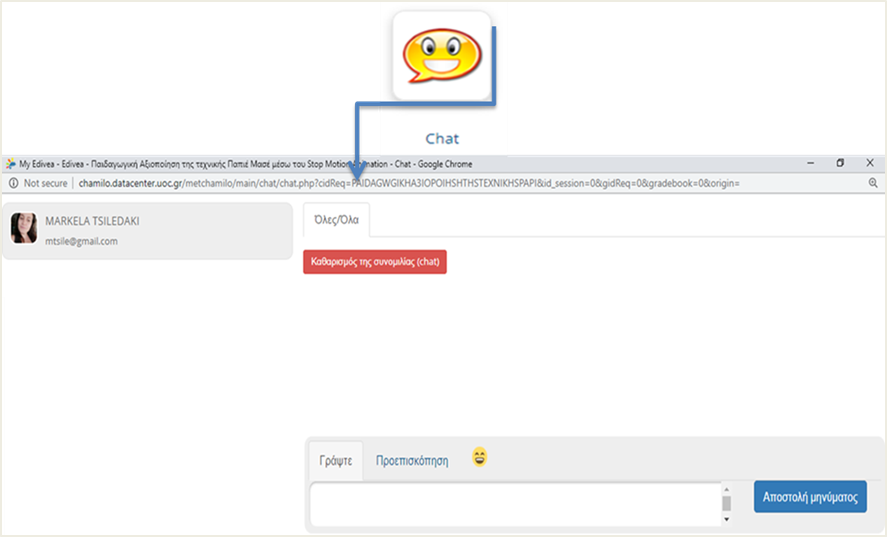 Chat
My Edivea - Edivea - Παιδαγωγική Αξιοποίηση της τεχνικής Παπιέ Μασέ μέσω του Stop Motion Animation - Chat - Google Chrome
Not secure | chamilo.datacenter.uoc.gr/metchamilo/main/chat/chat.php?cidReq=PAIDAGWGIKHA3IOPOIHSHTHSTEXNIKHSPAPI&id_session=0&gidReq=0&gradebook=0&origin=
MARKELA TSILEDAKI
mtsile@gmail.com
Όλες/Όλα
Καθαρισμός της συνομιλίας (chat)
Γράψτε
Προεπισκόπηση
Αποστολή μηνύματος